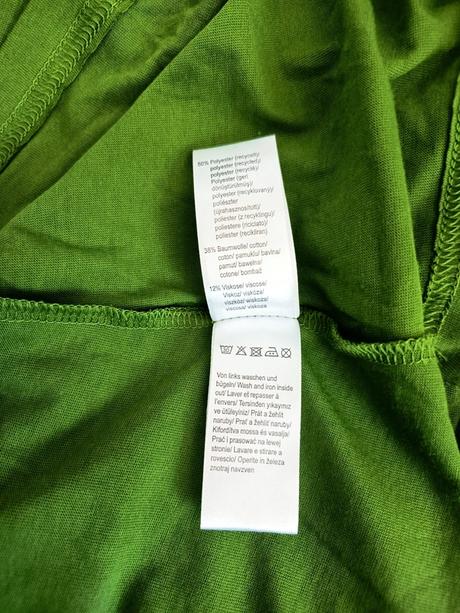 50% Polyester (recycelt)/
polyester (recycled)/
polyester (recyclé)/
Polyester (geri
dönüştürülmüş)/
polyester (recyklovaný)/
poliészter
(újrahasznosított)/
poliester (z recyklingu)/
poliestere (riciclato)/
poliester (recikliran)
38% Baumwolle/ cotton/
coton/ pamuklu/ bavlna/
pamut/ bawełna/
cotone/ bombaž
12% Viskose/ viscose/
Viskoz/ viskóza/
viszkóz/ wiskoza/
viscosa/ viskoza
Von links waschen und
bügeln/ Wash and iron inside
out/ Laver et repasser à
l'envers/ Tersinden yıkayınız
ve ütüleyiniz/ Prát a žehlit
naruby/ Prať a žehliť naruby/
Kifordítva mossa és vasalja/
Prać i prasować na lewej
stronie/ Lavare e stirare a
rovescio/ Operite in železa
znotraj navzven